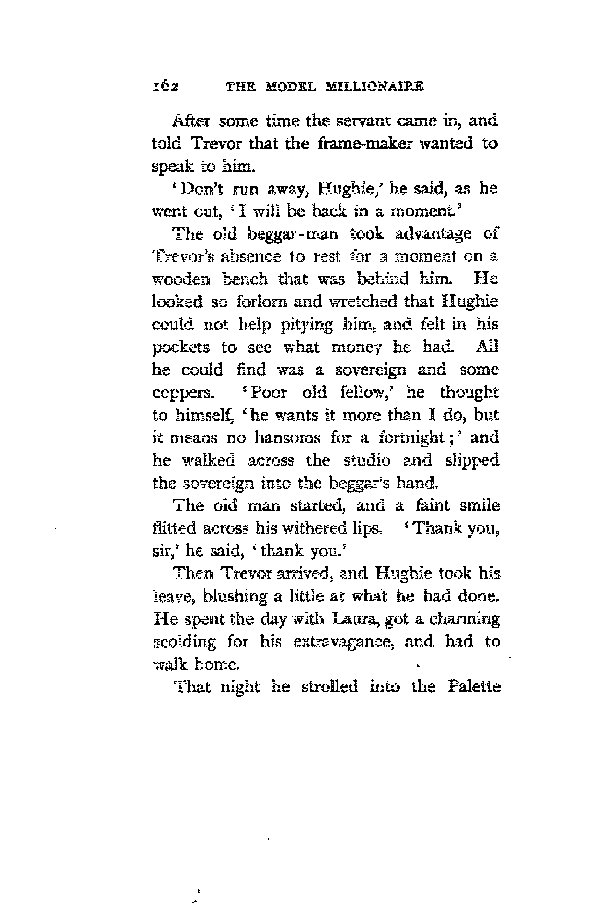 162 THE MODEL MILLIONAIRE
After some time the servant came in, and
told Trevor that the frame-maker wanted to
speak to him.
‘Don’t run away, Hughie,’ he said, as he
went out, ‘I will be back in a moment.’
The old beggar-man took advantage of
Trevor’s absence to rest for a moment on a
wooden bench that was behind him. He
looked so forlorn and wretched that Hughie
could not help pitying him, and felt in his
pockets to see what money he had. All
he could find was a sovereign and some
coppers. ‘Poor old fellow,’ he thought
to himself, ‘he wants it more than I do, but
it means no hansoms for a fortnight;’ and
he walked across the studio and slipped
the sovereign into the beggar’s hand.
The old man started, and a faint smile
flitted across his withered lips. ‘Thank you,
sir,’ he said, ‘thank you.’
Then Trevor arrived, and Hughie took his
leave, blushing a little at what he had done.
He spent the day with Laura, got a charming
scolding for his extravagance, and had to
walk home.
That night he strolled into the Palette